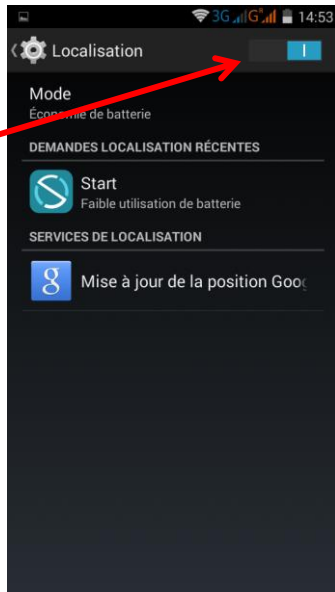 3G G 14:53
Localisation
Mode
Économie de batterie
DEMANDES LOCALISATION RÉCENTES
Start
Faible utilisation de batterie
SERVICES DE LOCALISATION
8 Mise à jour de la position Goog